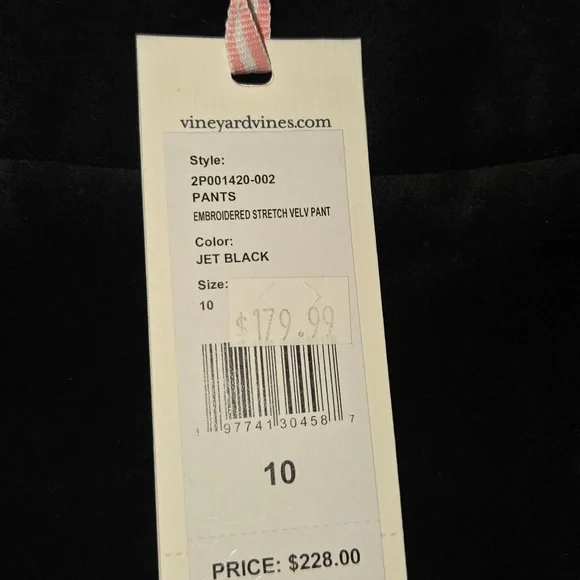 vineyardvines.com
Style:
2P001420-002
PANTS
EMBROIDERED STRETCH VELV PANT
Color:
JET BLACK
Size:
10
$179.99
97741 30458 7
10
PRICE: $228.00